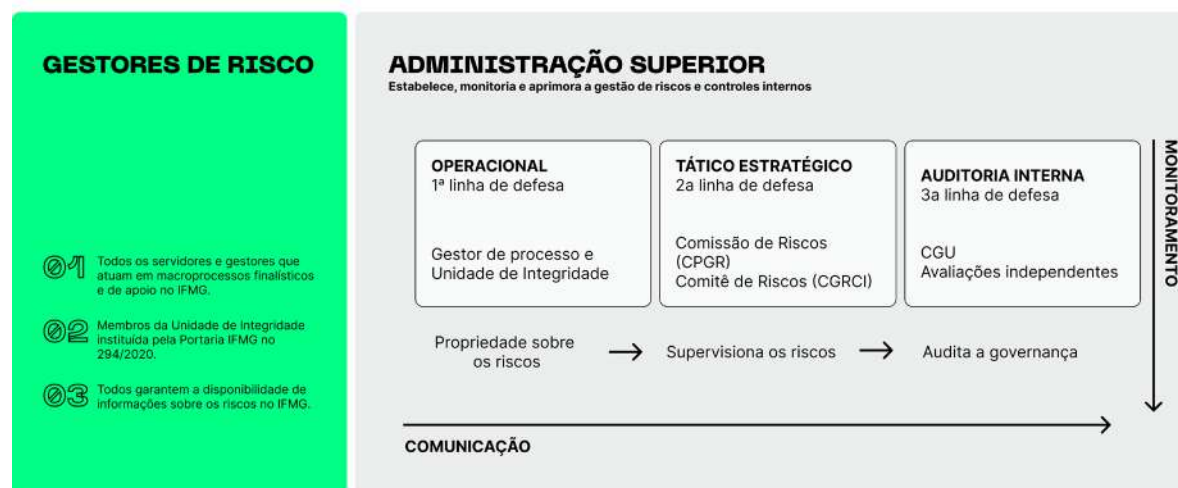 GESTORES DE RISCO
01 Todos os servidores e gestores que
atuam em macroprocessos finalísticos
e de apoio no IFMG.
02 Membros da Unidade de Integridade
instituída pela Portaria IFMG no
294/2020.
03 Todos garantem a disponibilidade de
informações sobre os riscos no IFMG.
ADMINISTRAÇÃO SUPERIOR
Estabelece, monitoria e aprimora a gestão de riscos e controles internos
OPERACIONAL
1ª linha de defesa
Gestor de processo e
Unidade de Integridade
TÁTICO ESTRATÉGICO
2a linha de defesa
Comissão de Riscos
(CPGR)
Comitê de Riscos (CGRCI)
AUDITORIA INTERNA
3a linha de defesa
CGU
Avaliações independentes
Propriedade sobre
os riscos
Supervisiona os riscos
Audita a governança
COMUNICAÇÃO
MONITORAMENTO